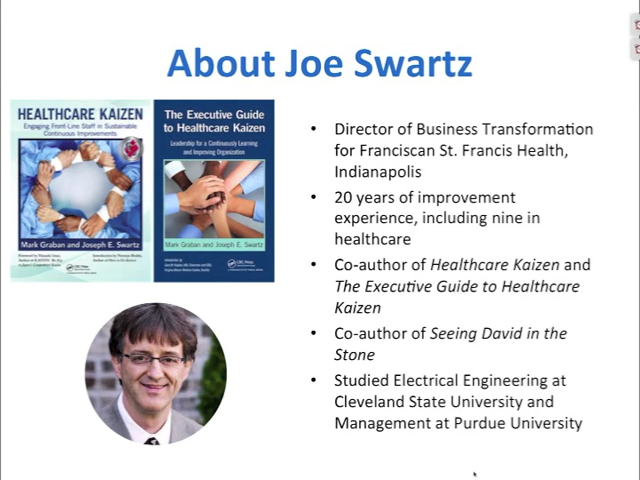 About Joe Swartz
HEALTHCARE KAIZEN
Engaging Front-Line Staff in Sustainable
Continuous Improvements
Mark Graban and Joseph E. Swartz
CRC Press
The Executive Guide
to Healthcare Kaizen
Leadership for a Continuously Learning
and Improving Organization
Mark Graban and Joseph E. Swartz
CRC Press
• Director of Business Transformation
for Franciscan St. Francis Health,
Indianapolis
• 20 years of improvement
experience, including nine in
healthcare
• Co-author of Healthcare Kaizen and
The Executive Guide to Healthcare
Kaizen
• Co-author of Seeing David in the
Stone
• Studied Electrical Engineering at
Cleveland State University and
Management at Purdue University